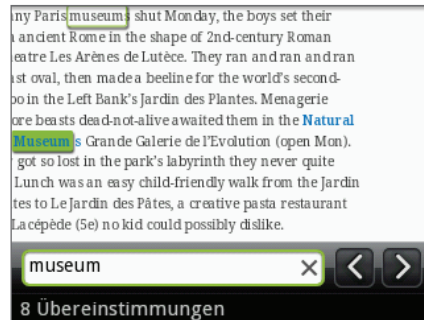 ny Paris museums shut Monday, the boys set their
ancient Rome in the shape of 2nd-century Roman
eatre Les Arènes de Lutèce. They ran and ran and ran
st oval, then made a beeline for the world's second-
oo in the Left Bank's Jardin des Plantes. Menagerie
ore beasts dead-not-alive awaited them in the Natural
Museum's Grande Galerie de l'Evolution (open Mon).
got so lost in the park's labyrinth they never quite
Lunch was an easy child-friendly walk from the Jardin
tes to Le Jardin des Pâtes, a creative pasta restaurant
Lacépède (5e) no kid could possibly dislike.
museum
8 Übereinstimmungen